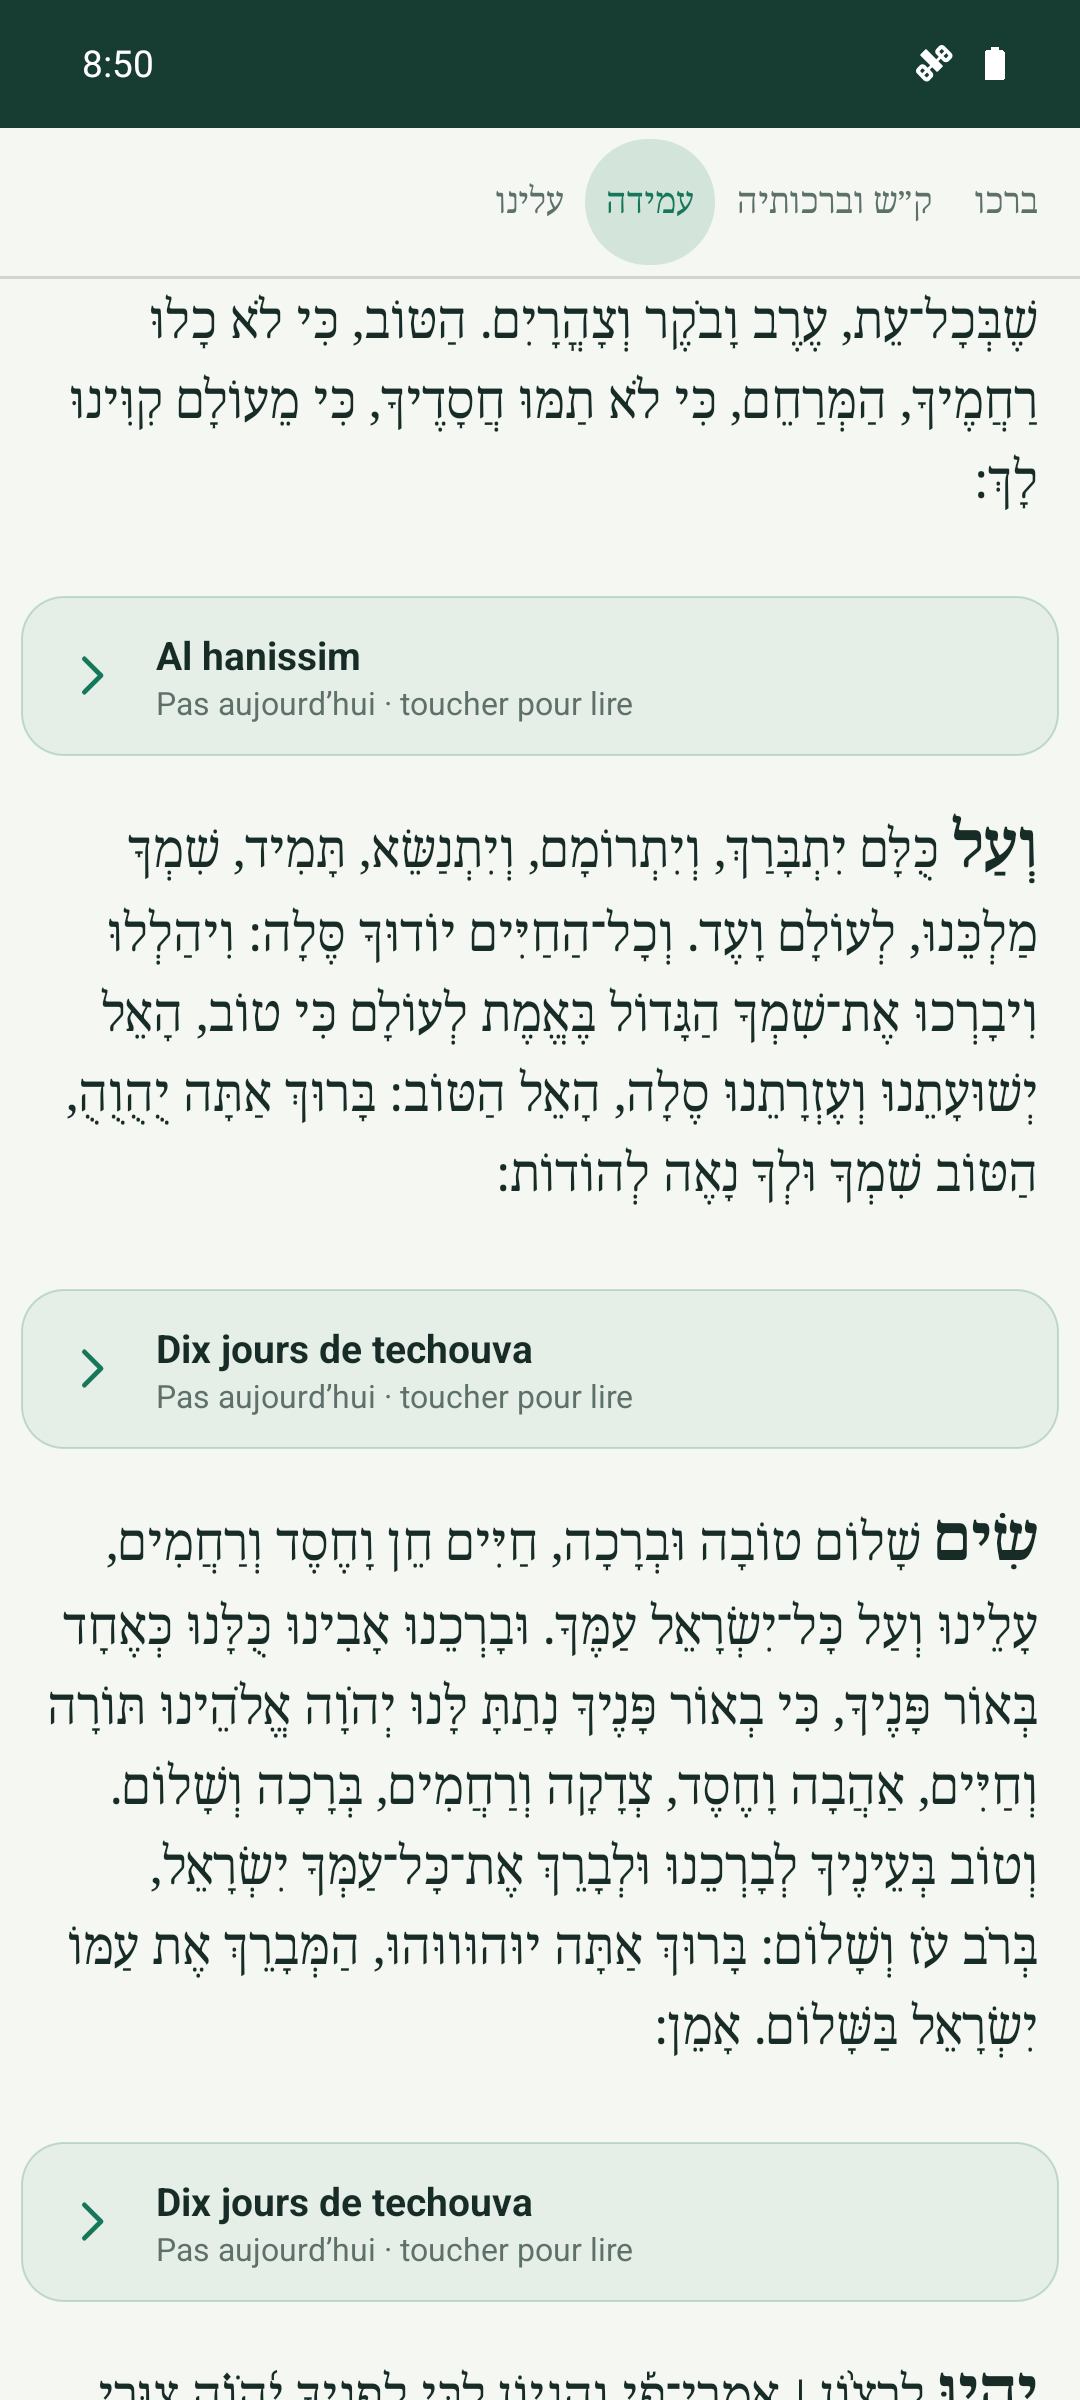 8:50
ברכו ק״ש וברכותיה עמידה עלינו
שֶׁבְּכָל־עֵת, עֶרֶב וָבֹקֶר וְצָהֳרָיִם. הַטּוֹב, כִּי לֹא כָלוּ
רַחֲמֶיךָ, הַמְּרַחֵם, כִּי לֹא תַמּוּ חֲסָדֶיךָ, כִּי מֵעוֹלָם קִוִּינוּ
לָךְ:
Al hanissim
Pas aujourd’hui · toucher pour lire
וְעַל כֻּלָּם יִתְבָּרַךְ, וְיִתְרוֹמָם, וְיִתְנַשֵּׂא, תָּמִיד, שִׁמְךָ
מַלְכֵּנוּ, לְעוֹלָם וָעֶד. וְכָל־הַחַיִּים יוֹדוּךָ סֶּלָה: וִיהַלְלוּ
וִיבָרְכוּ אֶת־שִׁמְךָ הַגָּדוֹל בֶּאֱמֶת לְעוֹלָם כִּי טוֹב, הָאֵל
יְשׁוּעָתֵנוּ וְעֶזְרָתֵנוּ סֶלָה, הָאֵל הַטּוֹב: בָּרוּךְ אַתָּה יֻהֻוֻהֻ,
הַטּוֹב שִׁמְךָ וּלְךָ נָאֶה לְהוֹדוֹת:
Dix jours de techouva
Pas aujourd’hui · toucher pour lire
שִׂים שָׁלוֹם טוֹבָה וּבְרָכָה, חַיִּים חֵן וָחֶסֶד וְרַחֲמִים,
עָלֵינוּ וְעַל כָּל־יִשְׂרָאֵל עַמֶּךָ. וּבָרְכֵנוּ אָבִינוּ כֻּלָּנוּ כְּאֶחָד
בְּאוֹר פָּנֶיךָ, כִּי בְאוֹר פָּנֶיךָ נָתַתָּ לָּנוּ יְהֹוָה אֱלֹהֵינוּ תּוֹרָה
וְחַיִּים, אַהֲבָה וָחֶסֶד, צְדָקָה וְרַחֲמִים, בְּרָכָה וְשָׁלוֹם.
וְטוֹב בְּעֵינֶיךָ לְבָרְכֵנוּ וּלְבָרֵךְ אֶת־כָּל־עַמְּךָ יִשְׂרָאֵל,
בְּרֹב עֹז וְשָׁלוֹם: בָּרוּךְ אַתָּה יוּהוּווּהוּ, הַמְּבָרֵךְ אֶת עַמּוֹ
יִשְׂרָאֵל בַּשָּׁלוֹם. אָמֵן:
Dix jours de techouva
Pas aujourd’hui · toucher pour lire